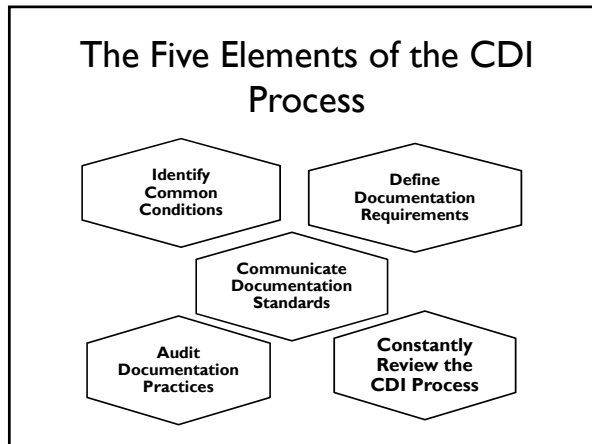 The Five Elements of the CDI
Process
Identify
Common
Conditions
Define
Documentation
Requirements
Communicate
Documentation
Standards
Audit
Documentation
Practices
Constantly
Review the
CDI Process